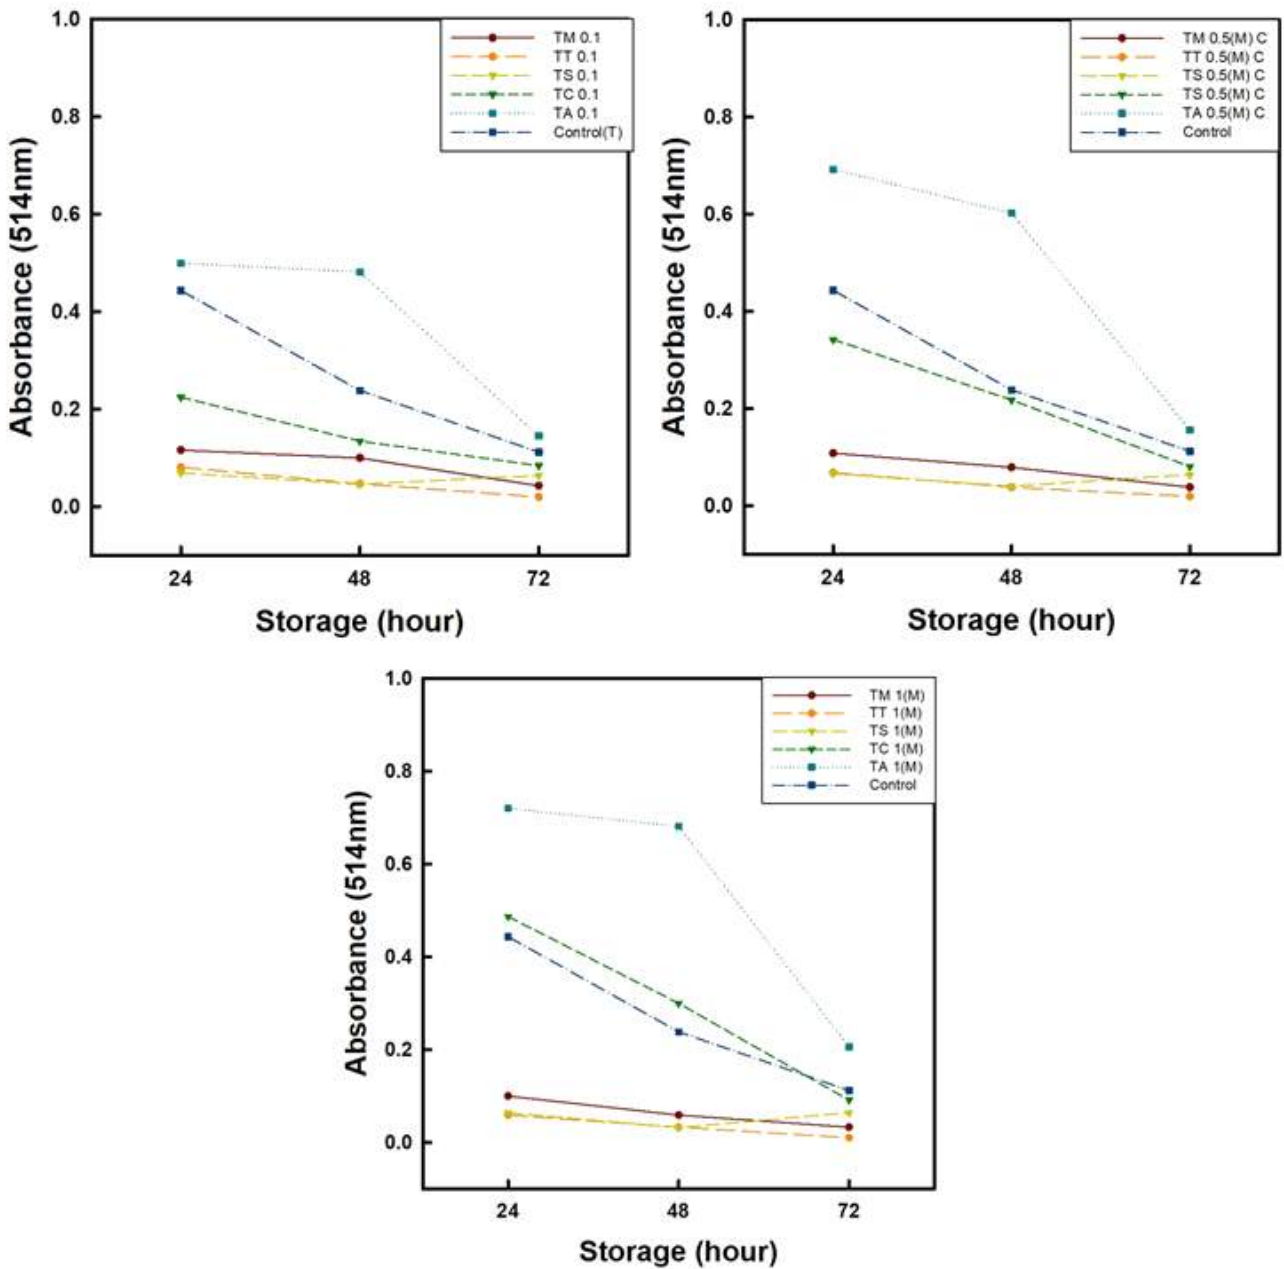 1.0
0.8
0.6
0.4
0.2
0.0
Absorbance (514nm)
24 48 72
Storage (hour)
TM 0.1
TT 0.1
TS 0.1
TC 0.1
TA 0.1
Control(T)
1.0
0.8
0.6
0.4
0.2
0.0
Absorbance (514nm)
24 48 72
Storage (hour)
TM 0.5(M) C
TT 0.5(M) C
TS 0.5(M) C
TS 0.5(M) C
TA 0.5(M) C
Control
1.0
0.8
0.6
0.4
0.2
0.0
Absorbance (514nm)
24 48 72
Storage (hour)
TM 1(M)
TT 1(M)
TS 1(M)
TC 1(M)
TA 1(M)
Control